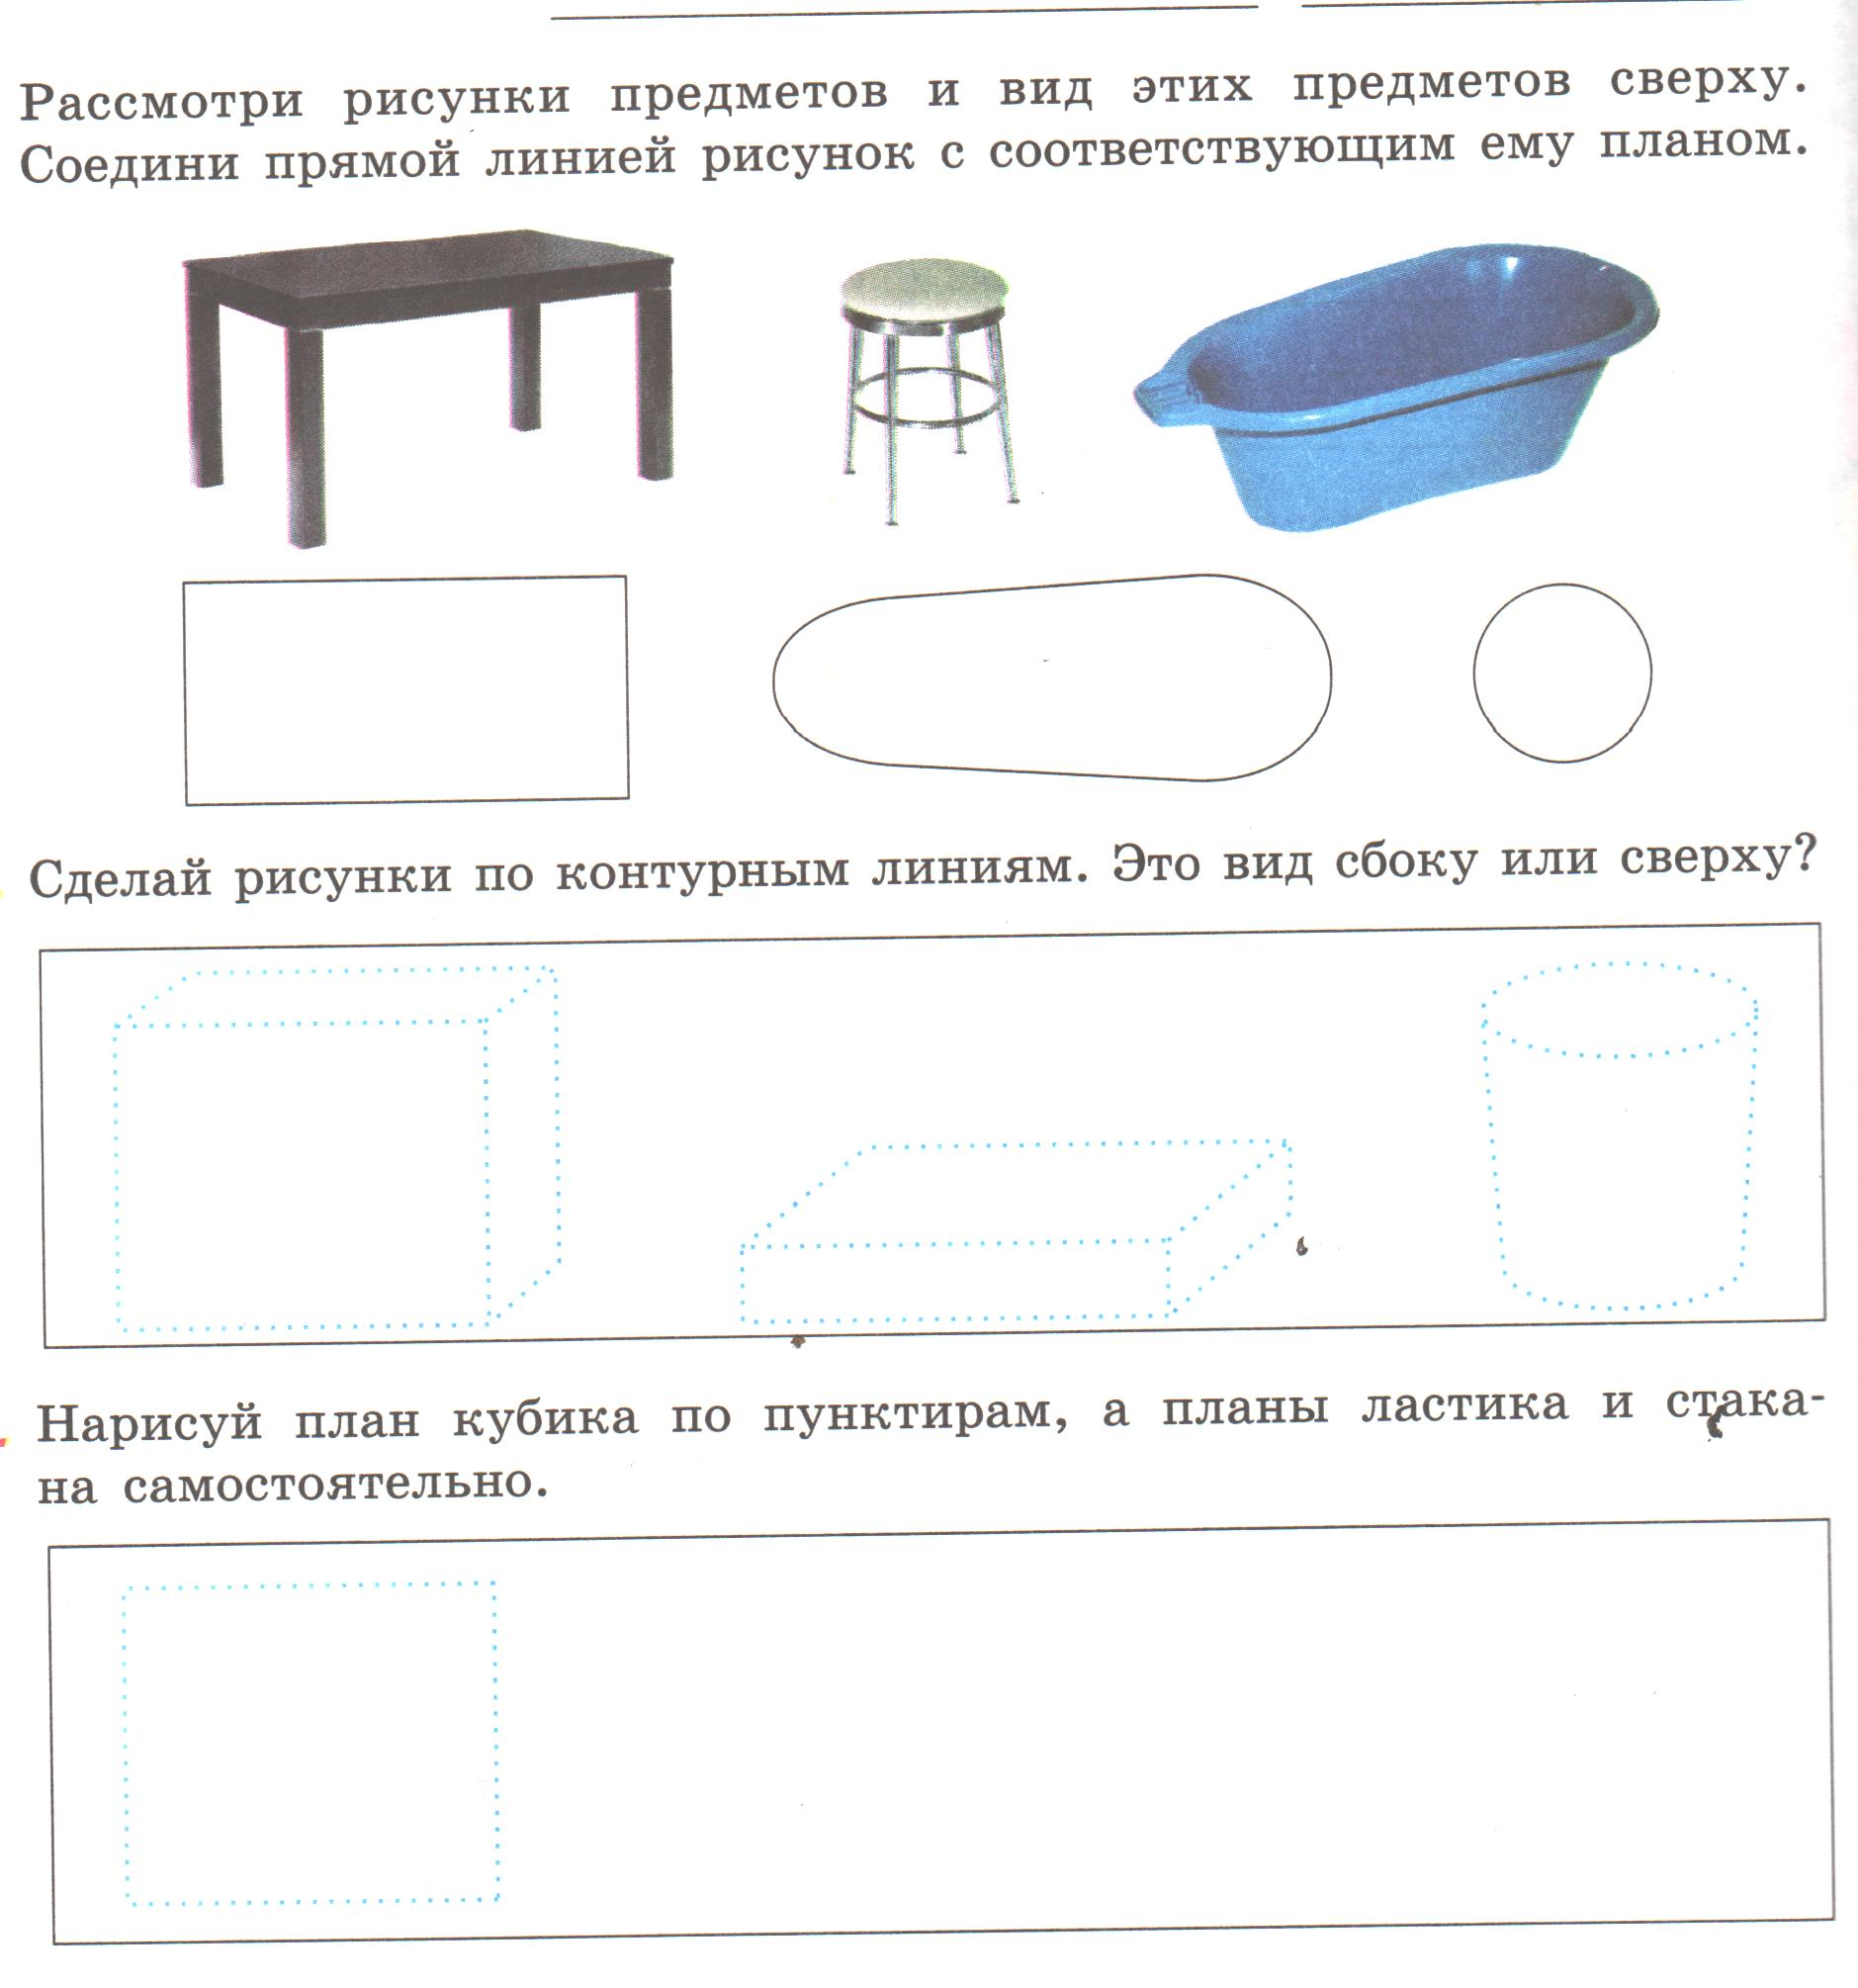 Рассмотри рисунки предметов и вид этих предметов сверху.
Соедини прямой линией рисунок с соответствующим ему планом.
Сделай рисунки по контурным линиям. Это вид сбоку или сверху?
Нарисуй план кубика по пунктирам, а планы ластика и стака-
на самостоятельно.